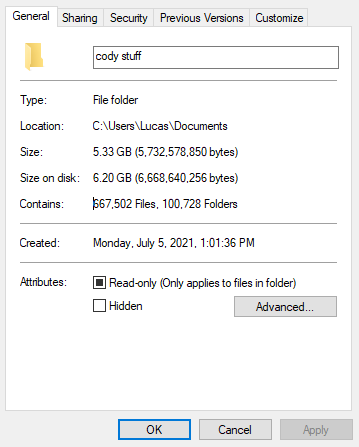 General Sharing Security Previous Versions Customize
cody stuff
Type: File folder
Location: C:\Users\Lucas\Documents
Size: 5.33 GB (5,732,578,850 bytes)
Size on disk: 6.20 GB (6,668,640,256 bytes)
Contains: 667,502 Files, 100,728 Folders
Created: Monday, July 5, 2021, 1:01:36 PM
Attributes: Read-only (Only applies to files in folder)
Hidden Advanced...
OK Cancel Apply